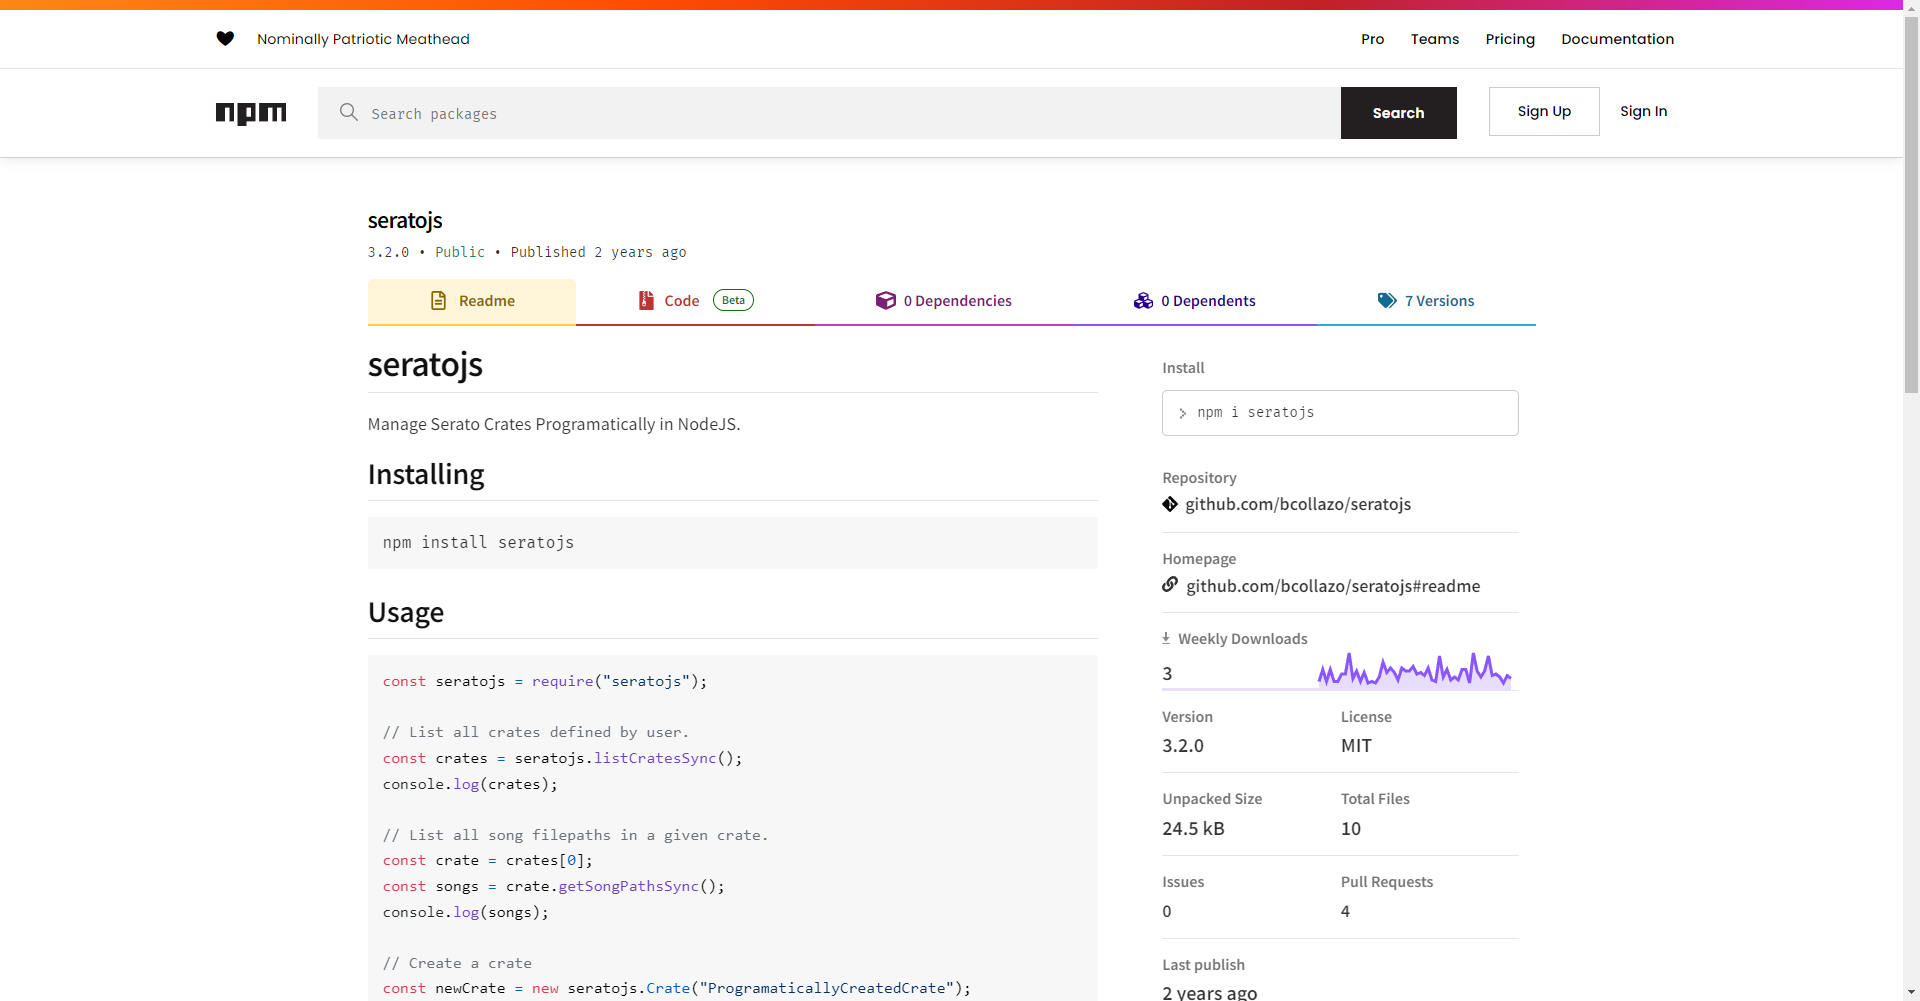 Nominally Patriotic Meathead
Pro Teams Pricing Documentation
npm
Search packages
Search
Sign Up
Sign In
seratojs
3.2.0 • Public • Published 2 years ago
Readme
Code Beta
0 Dependencies
0 Dependents
7 Versions
seratojs
Manage Serato Crates Programatically in NodeJS.
Installing
npm install seratojs
Usage
const seratojs = require("seratojs");
// List all crates defined by user.
const crates = seratojs.listCratesSync();
console.log(crates);
// List all song filepaths in a given crate.
const crate = crates[0];
const songs = crate.getSongPathsSync();
console.log(songs);
// Create a crate
const newCrate = new seratojs.Crate("ProgramaticallyCreatedCrate");
Install
> npm i seratojs
Repository
github.com/bcollazo/seratojs
Homepage
github.com/bcollazo/seratojs#readme
Weekly Downloads
3
Version License
3.2.0 MIT
Unpacked Size Total Files
24.5 kB 10
Issues Pull Requests
0 4
Last publish
2 years ago